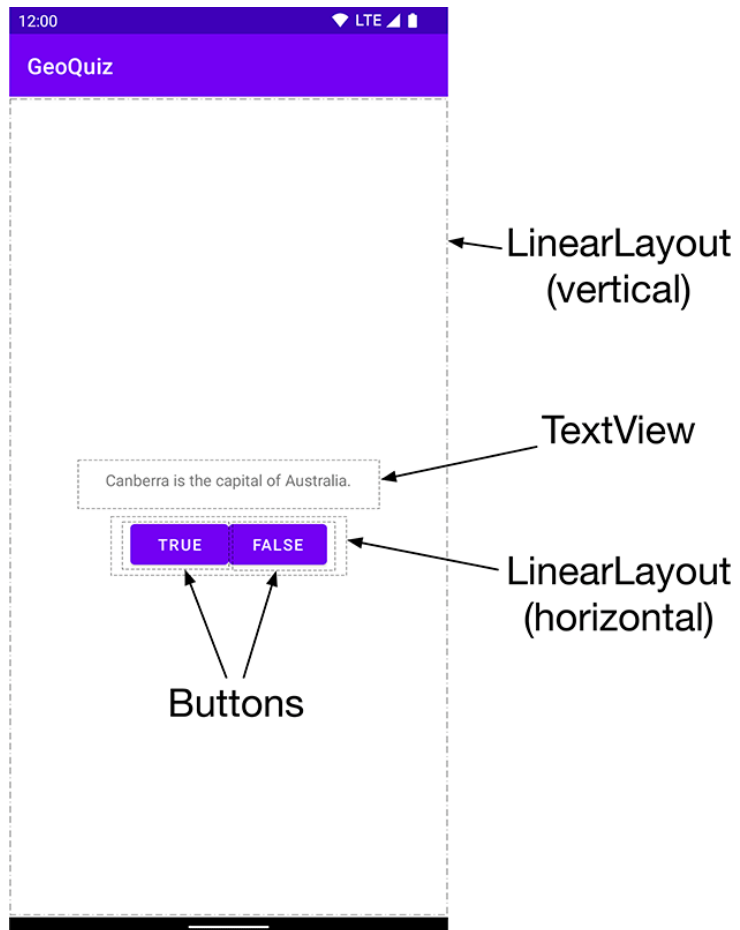 12:00 LTE
GeoQuiz
LinearLayout
(vertical)
TextView
Canberra is the capital of Australia.
TRUE FALSE
LinearLayout
(horizontal)
Buttons